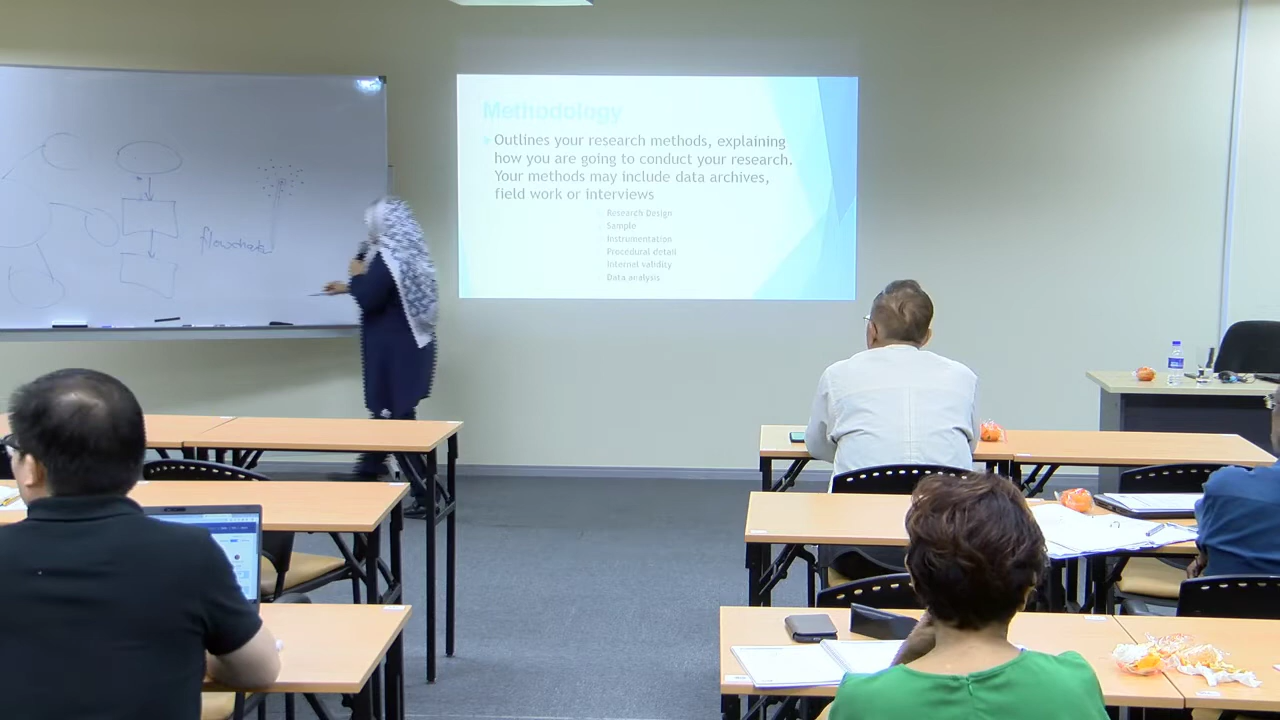 flowchart
Methodology
Outlines your research methods, explaining
how you are going to conduct your research.
Your methods may include data archives,
field work or interviews
Research Design
Sample
Instrumentation
Procedural detail
Internal validity
Data analysis